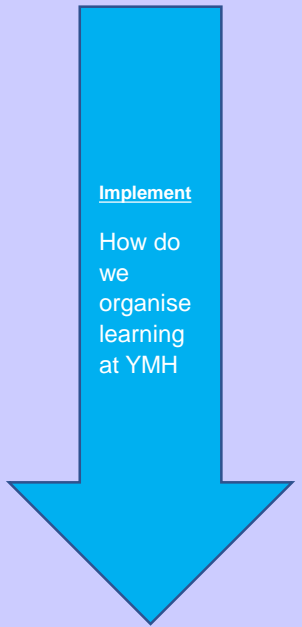 Implement
How do
we
organise
learning
at YMH